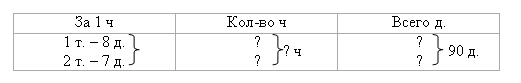 За 1 ч Кол-во ч Всего д.
1 т. – 8 д. ? ?
? ч 90 д.
2 т. – 7 д. ? ?